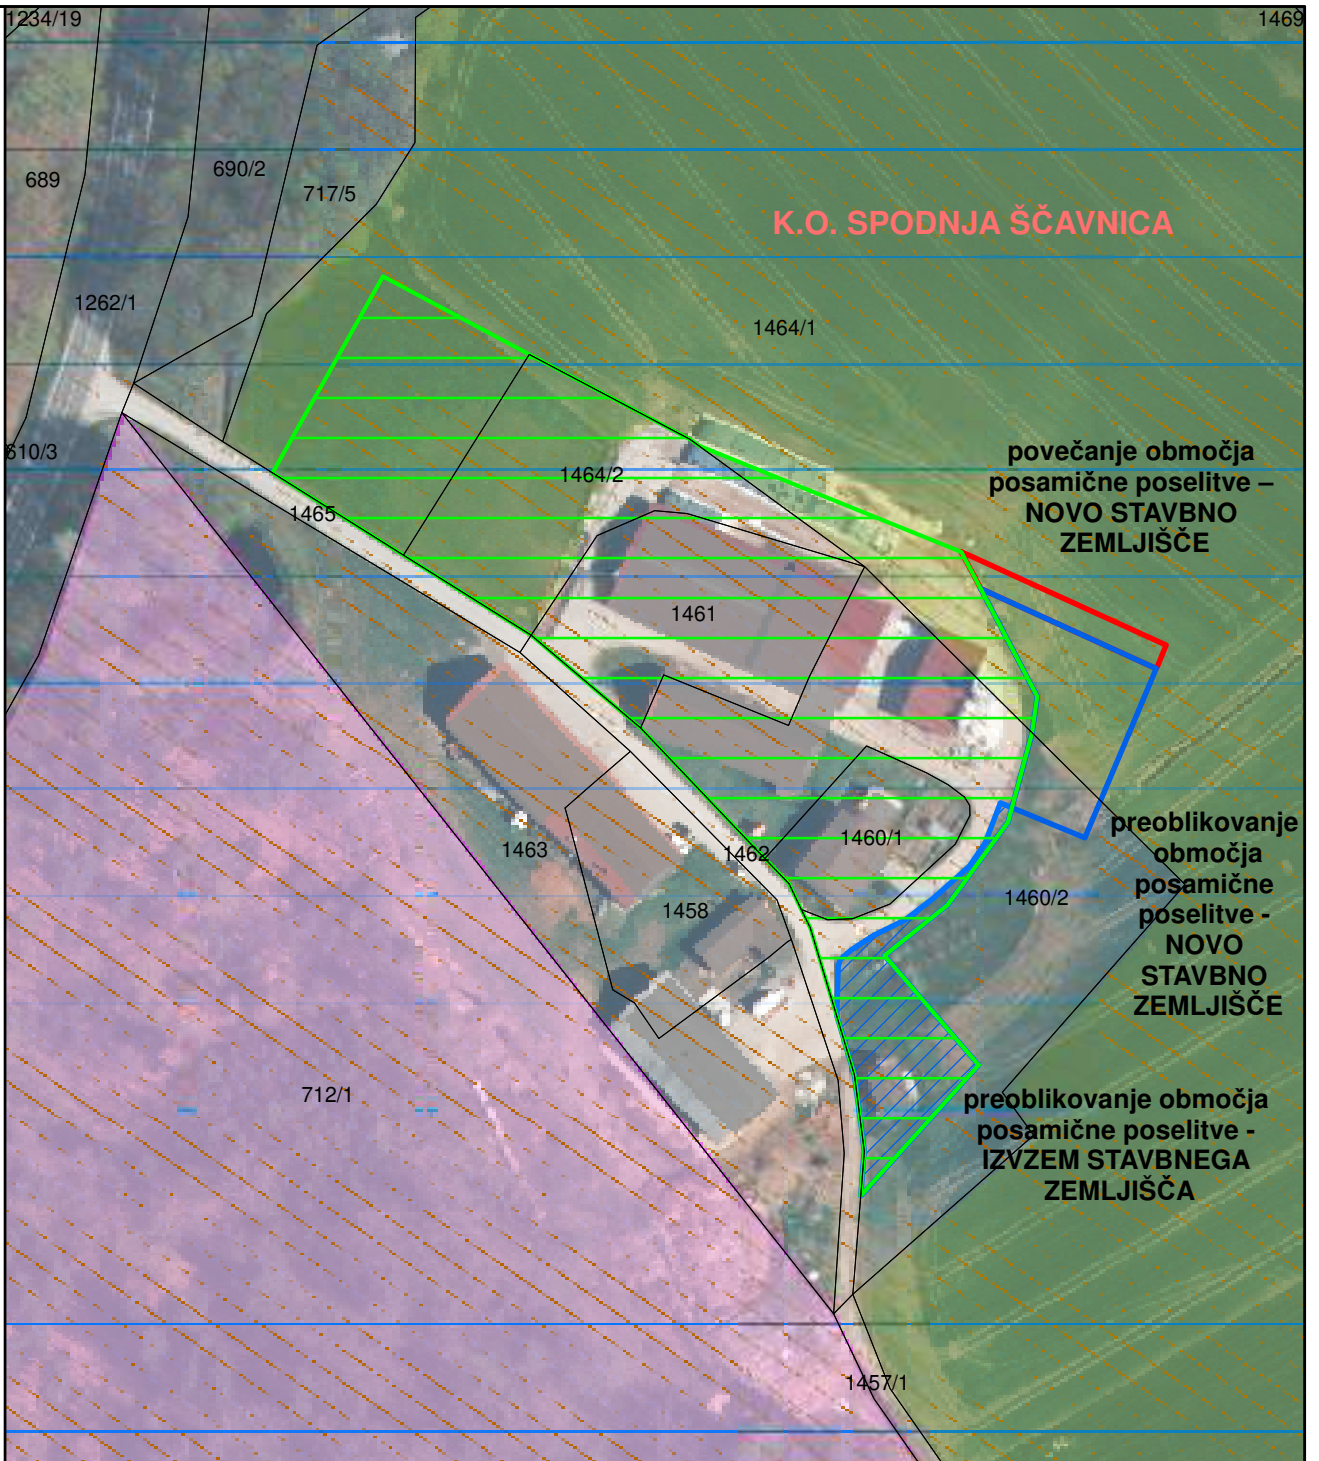 1234/19
1469
689
690/2
717/5
K.O. SPODNJA ŠČAVNICA
1262/1
1464/1
610/3
1464/2
1465
povečanje območja
posamične poselitve –
NOVO STAVBNO
ZEMLJIŠČE
1461
1463
1462
1460/1
1458
1460/2
preoblikovanje
območja
posamične
poselitve -
NOVO
STAVBNO
ZEMLJIŠČE
712/1
preoblikovanje območja
posamične poselitve -
IZVZEM STAVBNEGA
ZEMLJIŠČA
1457/1